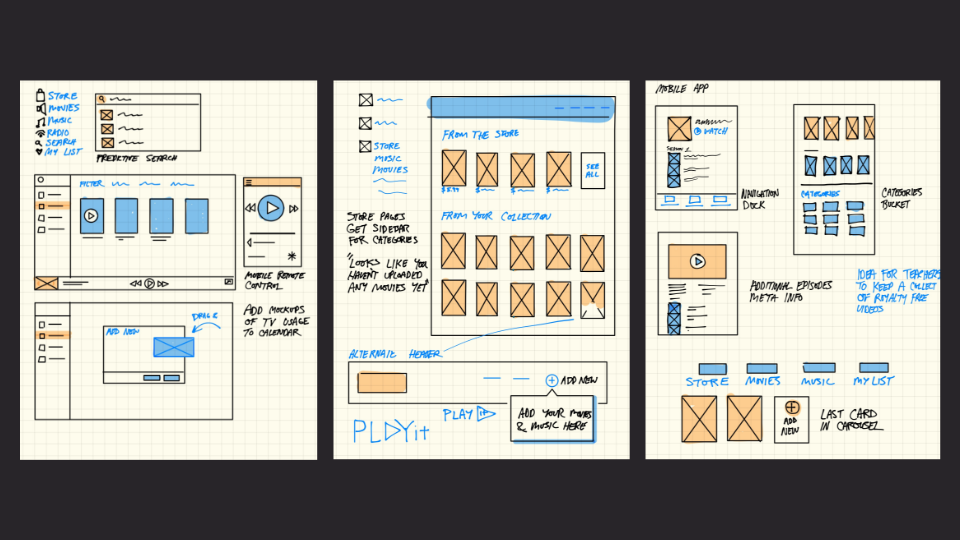 STORE
MOVIES
MUSIC
RADIO
SEARCH
MY LIST
PREDICTIVE SEARCH
FILTER
MOBILE REMOTE
CONTROL
ADD NEW
DRAG &
ADD MOCKUPS
OF TV USAGE
TO CALENDAR
STORE
MUSIC
MOVIES
STORE PAGES
GET SIDEBAR
FOR CATEGORIES
"LOOKS LIKE YOU
HAVENT UPLOADED
ANY MOVIES YET"
FROM THE STORE
SEE
ALL
FROM YOUR COLLECTION
ALTERNATE HEADER
ADD NEW
ADD YOUR MOVIES
& MUSIC HERE
PLAYit
PLAY it
MOBILE APP
WATCH
SEASON 1
NAVIGATION
DOCK
CATEGORIES
CATEGORIES
BUCKET
ADDITIONAL EPISODES
META INFO
IDEA FOR TEACHERS
TO KEEP A COLLECT
OF ROYALTY FREE
VIDEOS
STORE
MOVIES
MUSIC
MY LIST
ADD
NEW
LAST CARD
IN CAROUSEL